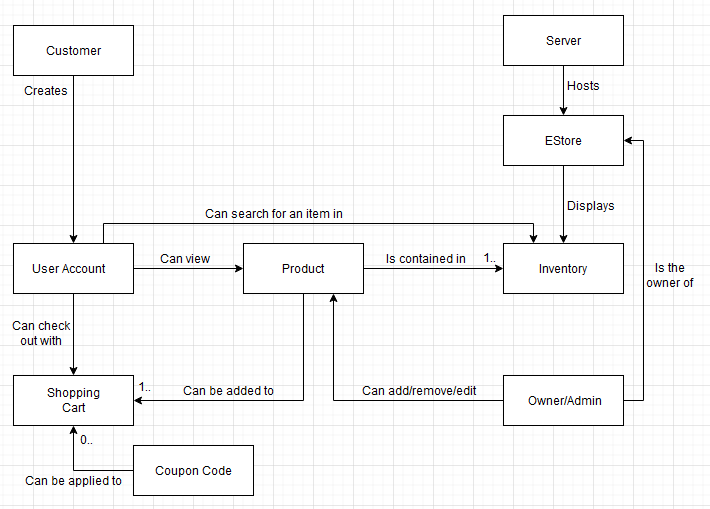 Customer
Server
Creates
Hosts
EStore
Displays
Can search for an item in
User Account
Can view
Product
Is contained in
1..
Inventory
Is the
owner of
Can check
out with
Shopping
Cart
1..
Can be added to
Can add/remove/edit
Owner/Admin
0..
Can be applied to
Coupon Code